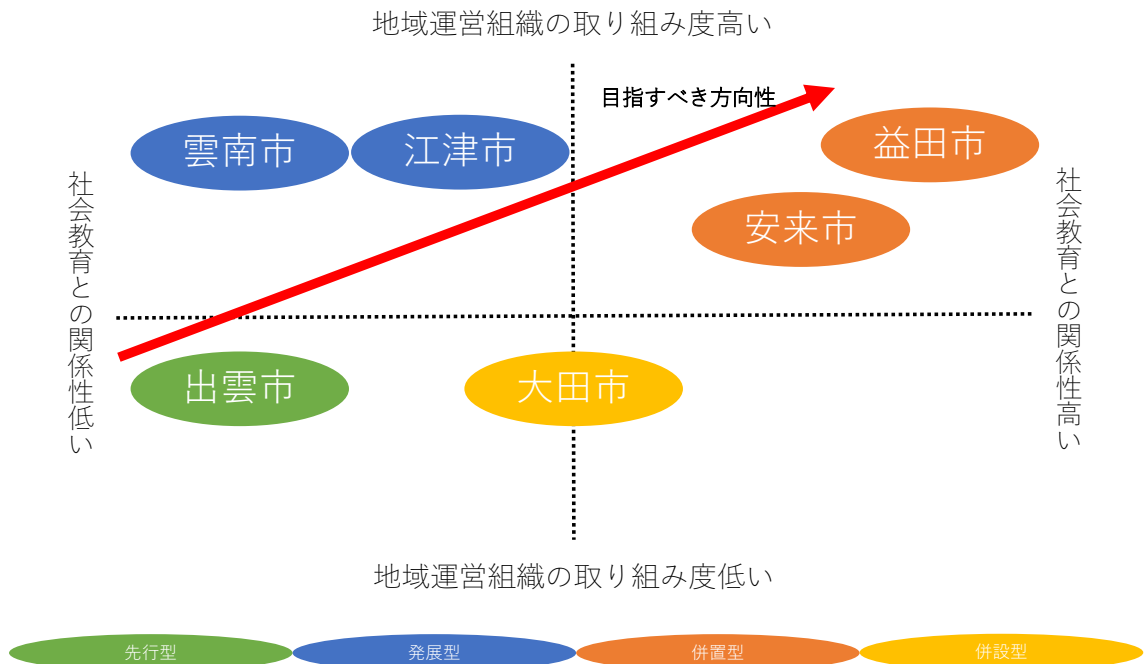 地域運営組織の取り組み度高い
目指すべき方向性
雲南市
江津市
益田市
安来市
社会教育との関係性低い
社会教育との関係性高い
出雲市
大田市
地域運営組織の取り組み度低い
先行型
発展型
併置型
併設型